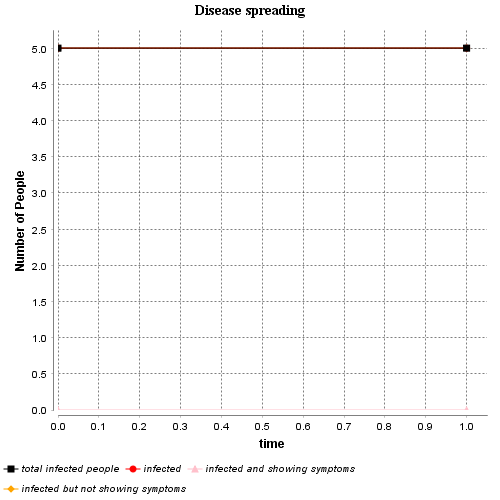 Disease spreading
Number of People
5.0
4.5
4.0
3.5
3.0
2.5
2.0
1.5
1.0
0.5
0.0
0.0 0.1 0.2 0.3 0.4 0.5 0.6 0.7 0.8 0.9 1.0
time
total infected people infected infected and showing symptoms
infected but not showing symptoms